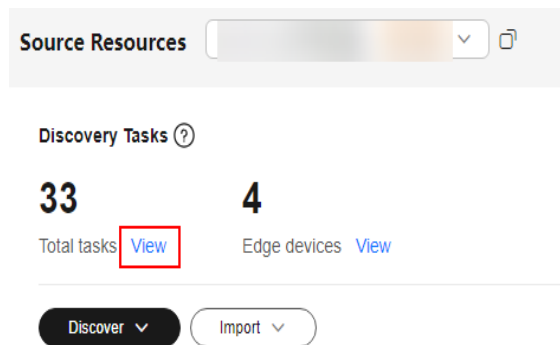 Source Resources
Discovery Tasks ?
33 4
Total tasks View Edge devices View
Discover Import